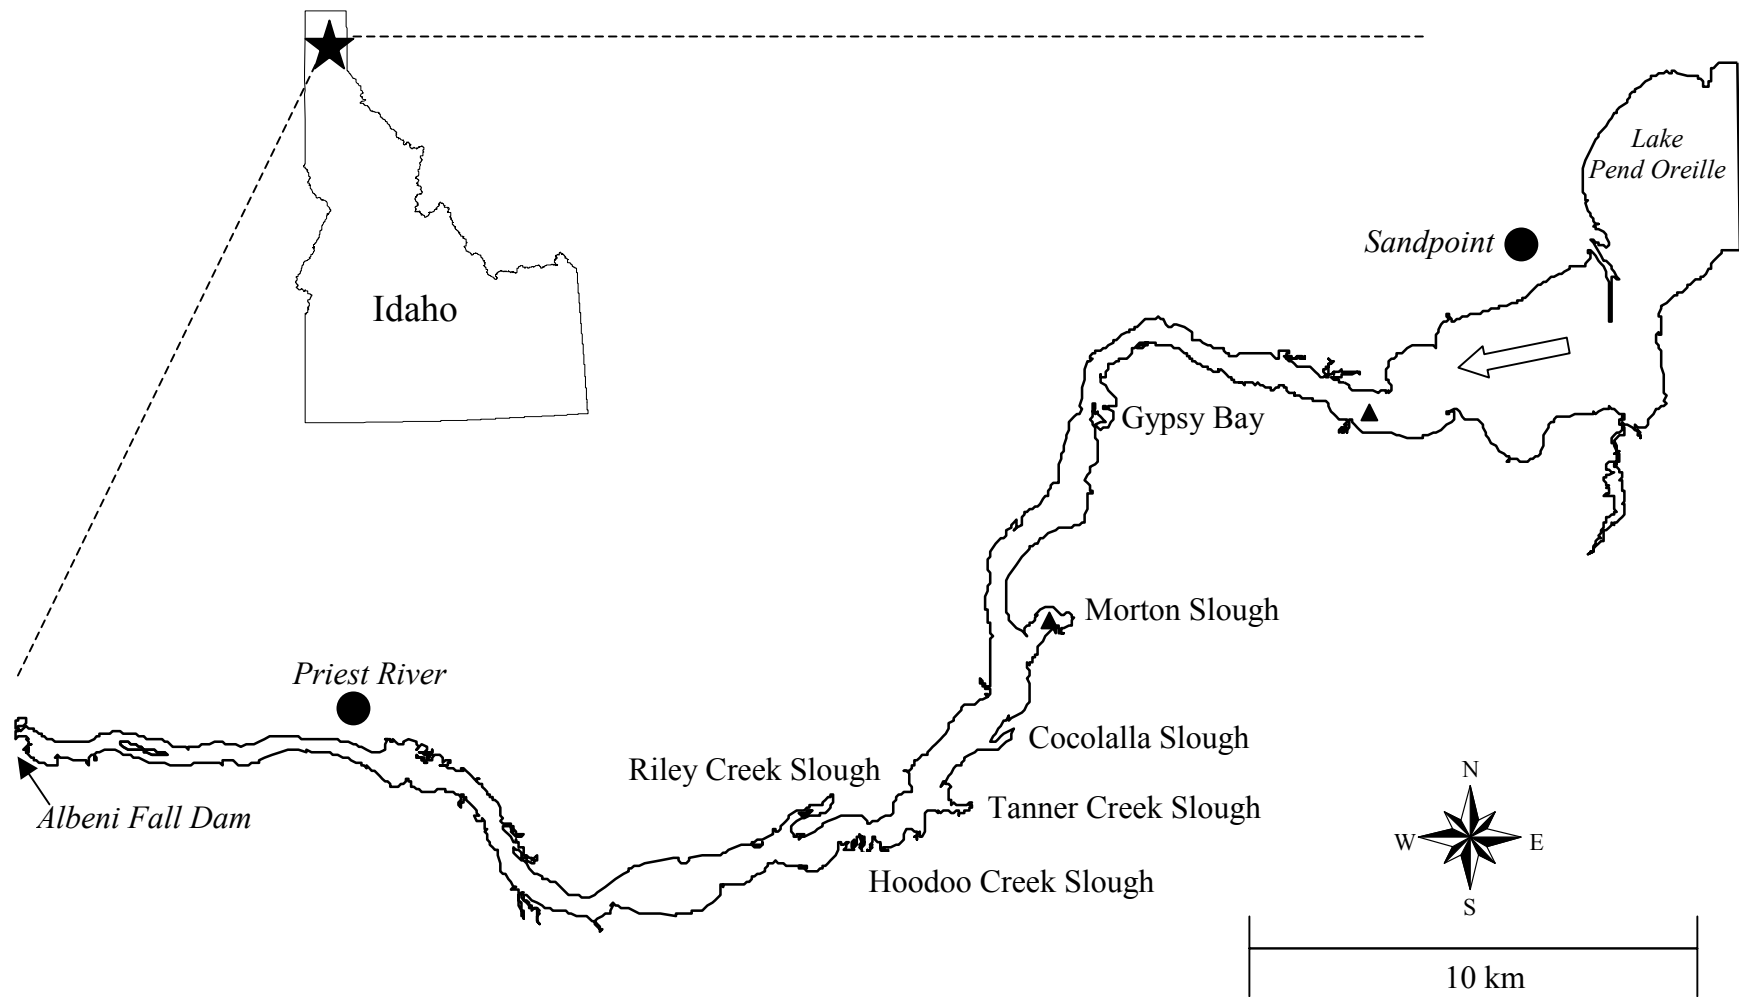 Lake
Pend Oreille
Sandpoint
Idaho
Gypsy Bay
Morton Slough
Priest River
Cocolalla Slough
Riley Creek Slough
Tanner Creek Slough
Albeni Fall Dam
Hoodoo Creek Slough
N
W
E
S
10 km